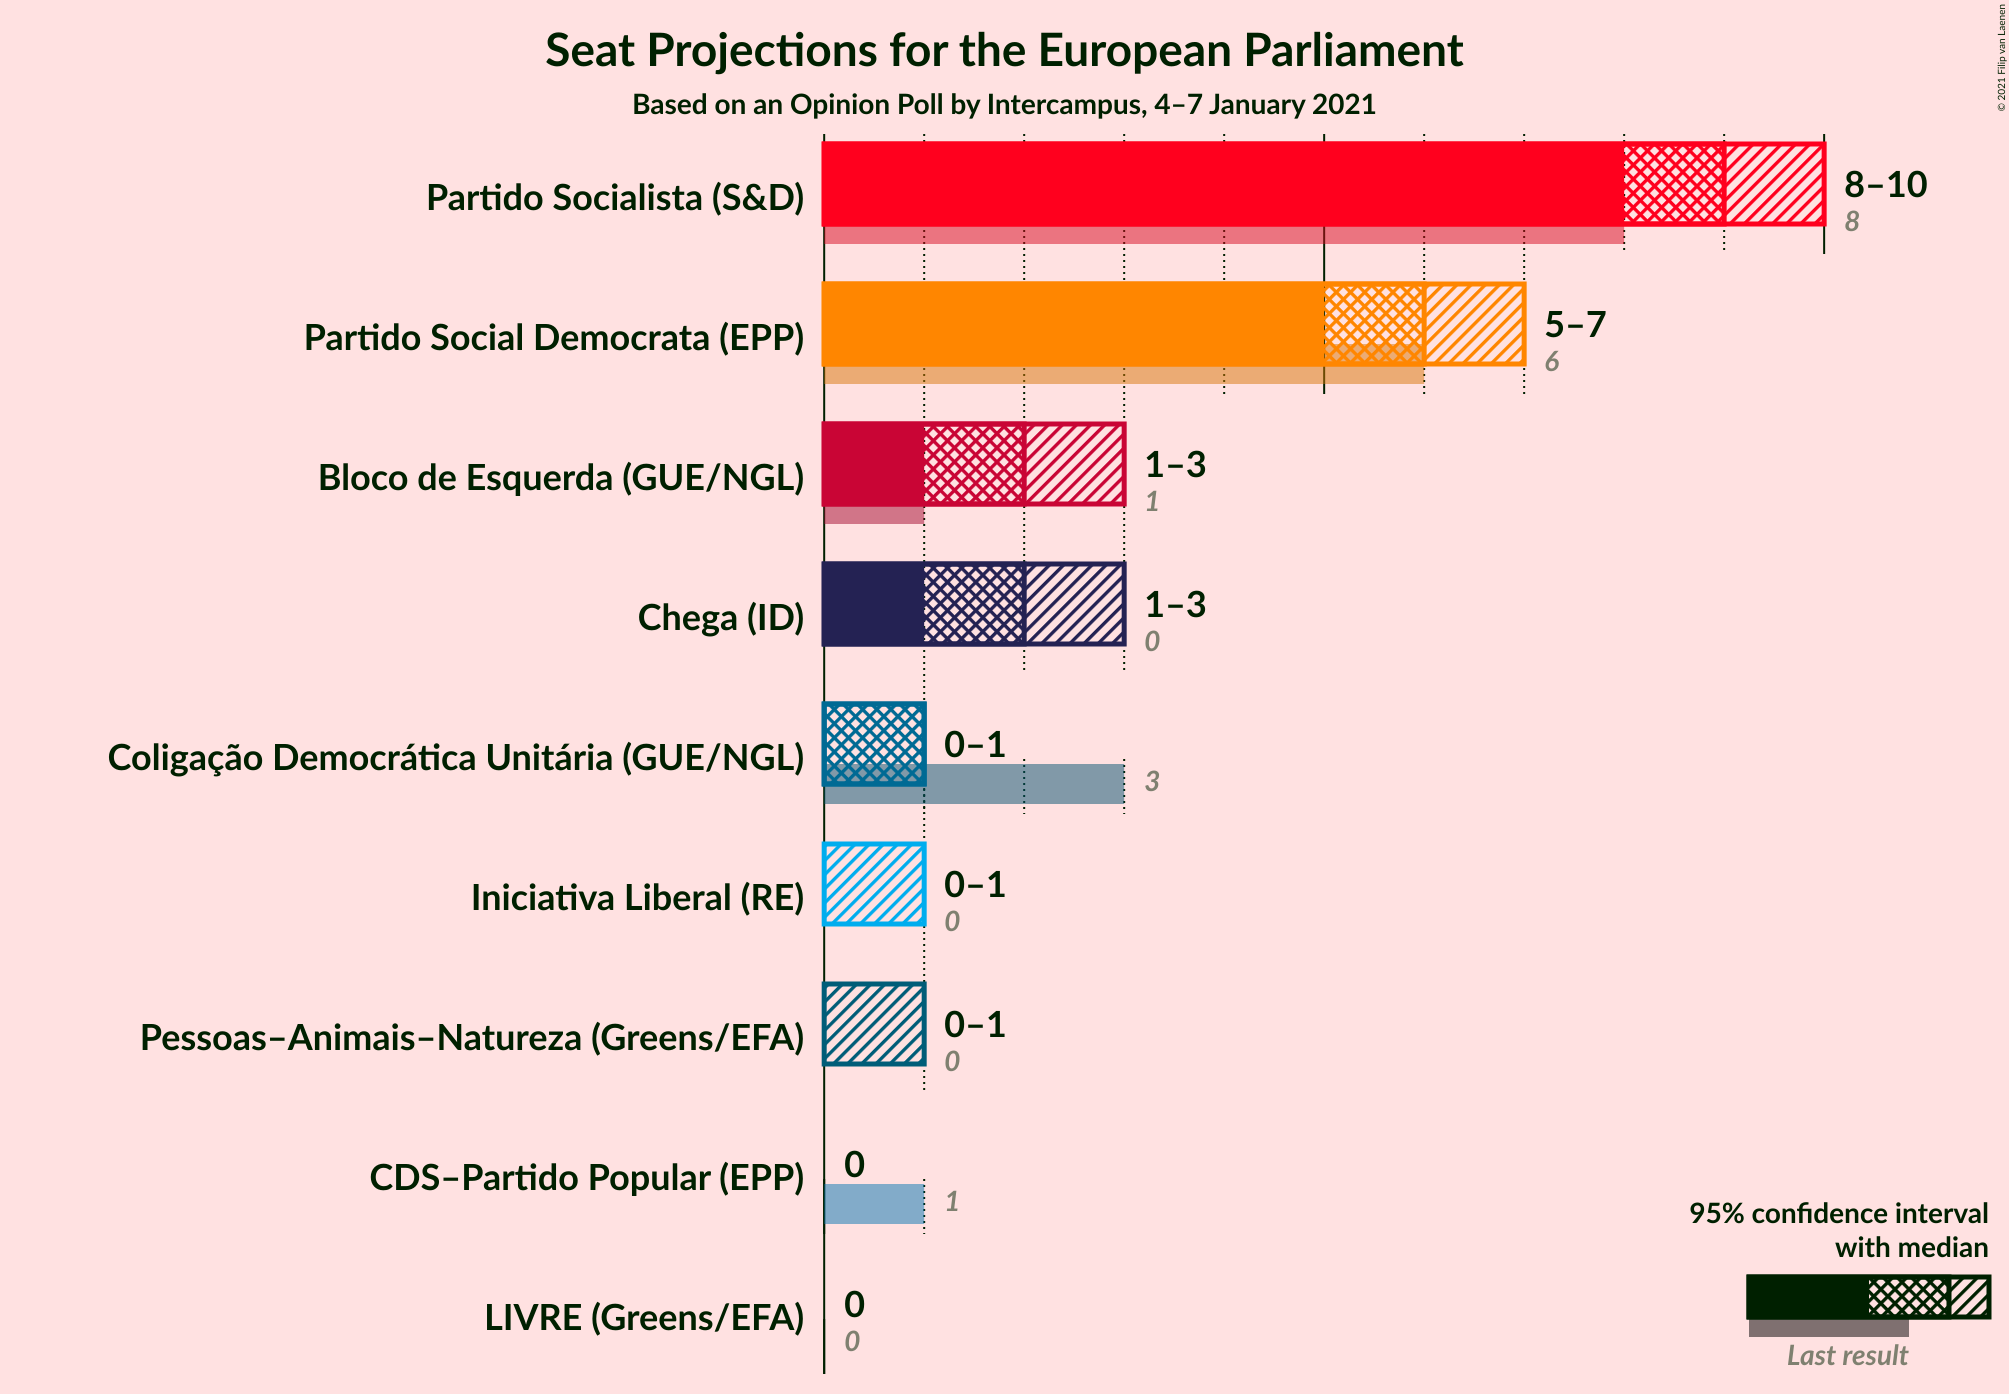 Seat Projections for the European Parliament
Based on an Opinion Poll by Intercampus, 4–7 January 2021
© 2021 Filip van Laenen
Partido Socialista (S&D)
8–10
8
Partido Social Democrata (EPP)
5–7
6
Bloco de Esquerda (GUE/NGL)
1–3
1
Chega (ID)
1–3
0
Coligação Democrática Unitária (GUE/NGL)
0–1
3
Iniciativa Liberal (RE)
0–1
0
Pessoas–Animais–Natureza (Greens/EFA)
0–1
0
CDS–Partido Popular (EPP)
0
1
LIVRE (Greens/EFA)
0
0
95% confidence interval
with median
Last result